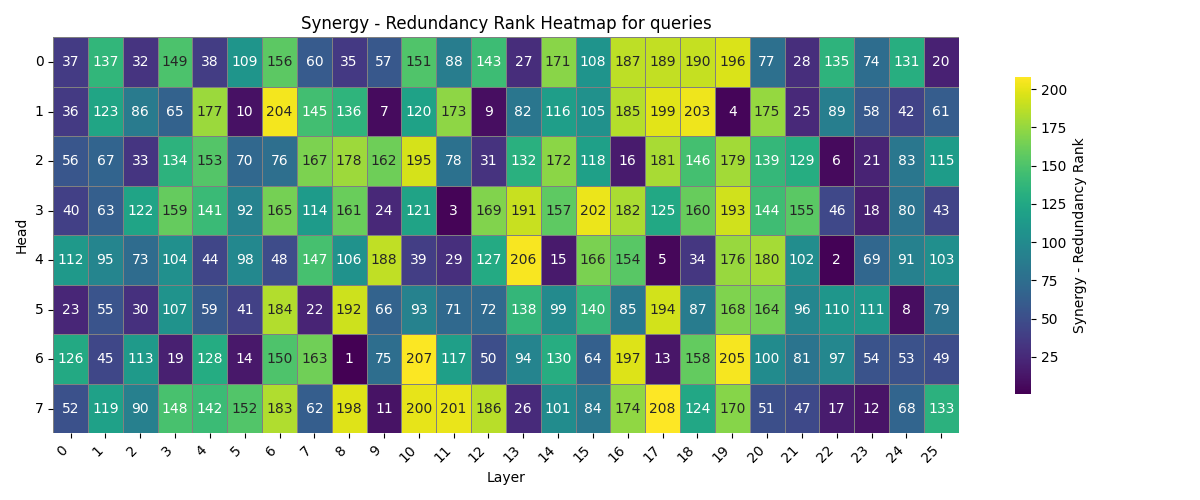 Synergy - Redundancy Rank Heatmap for queries
0 37 137 32 149 38 109 156 60 35 57 151 88 143 27 171 108 187 189 190 196 77 28 135 74 131 20
1 36 123 86 65 177 10 204 145 136 7 120 173 9 82 116 105 185 199 203 4 175 25 89 58 42 61
2 56 67 33 134 153 70 76 167 178 162 195 78 31 132 172 118 16 181 146 179 139 129 6 21 83 115
3 40 63 122 159 141 92 165 114 161 24 121 3 169 191 157 202 182 125 160 193 144 155 46 18 80 43
4 112 95 73 104 44 98 48 147 106 188 39 29 127 206 15 166 154 5 34 176 180 102 2 69 91 103
5 23 55 30 107 59 41 184 22 192 66 93 71 72 138 99 140 85 194 87 168 164 96 110 111 8 79
6 126 45 113 19 128 14 150 163 1 75 207 117 50 94 130 64 197 13 158 205 100 81 97 54 53 49
7 52 119 90 148 142 152 183 62 198 11 200 201 186 26 101 84 174 208 124 170 51 47 17 12 68 133
0 1 2 3 4 5 6 7 8 9 10 11 12 13 14 15 16 17 18 19 20 21 22 23 24 25
Layer
Head
200
175
150
125
100
75
50
25
Synergy - Redundancy Rank